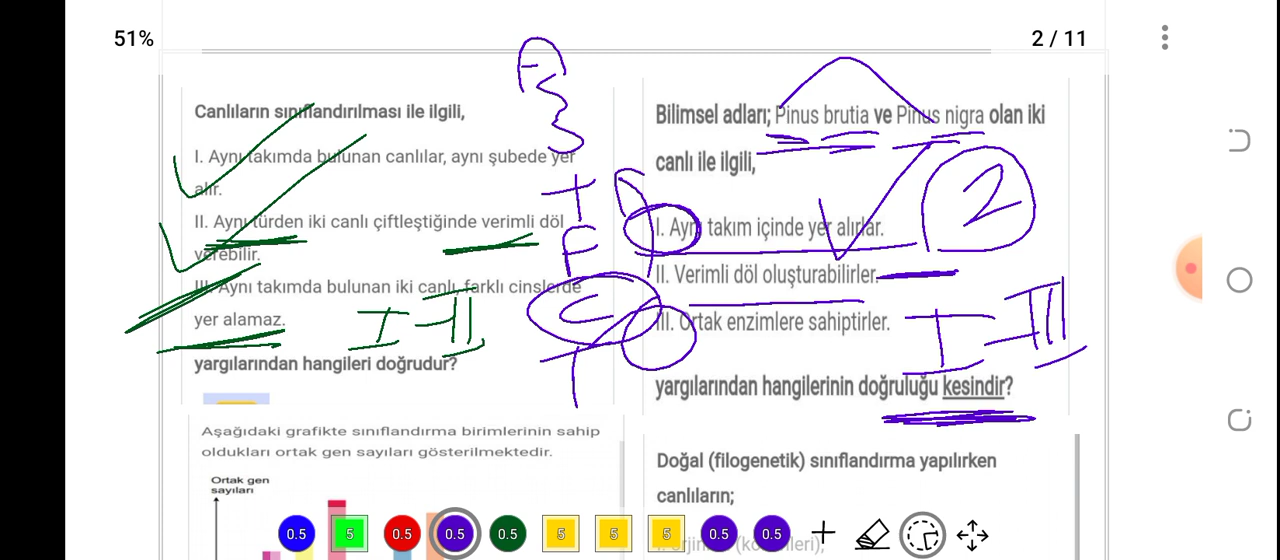 51%
2 / 11
Canlıların sınıflandırılması ile ilgili,
I. Aynı takımda bulunan canlılar, aynı şubede yer
alır.
II. Aynı türden iki canlı çiftleştiğinde verimli döl
verebilir.
III. Aynı takımda bulunan iki canlı, farklı cinslerde
yer alamaz.
I - II
yargılarından hangileri doğrudur?
Aşağıdaki grafikte sınıflandırma birimlerinin sahip
oldukları ortak gen sayıları gösterilmektedir.
Ortak gen
sayıları
Bilimsel adları; Pinus brutia ve Pinus nigra olan iki
canlı ile ilgili,
2
I. Aynı takım içinde yer alırlar.
II. Verimli döl oluşturabilirler.
III. Ortak enzimlere sahiptirler.
I - III
yargılarından hangilerinin doğruluğu kesindir?
T
F
C
T
Doğal (filogenetik) sınıflandırma yapılırken
canlıların;
0.5 5 0.5 0.5 0.5 5 5 5 0.5 0.5